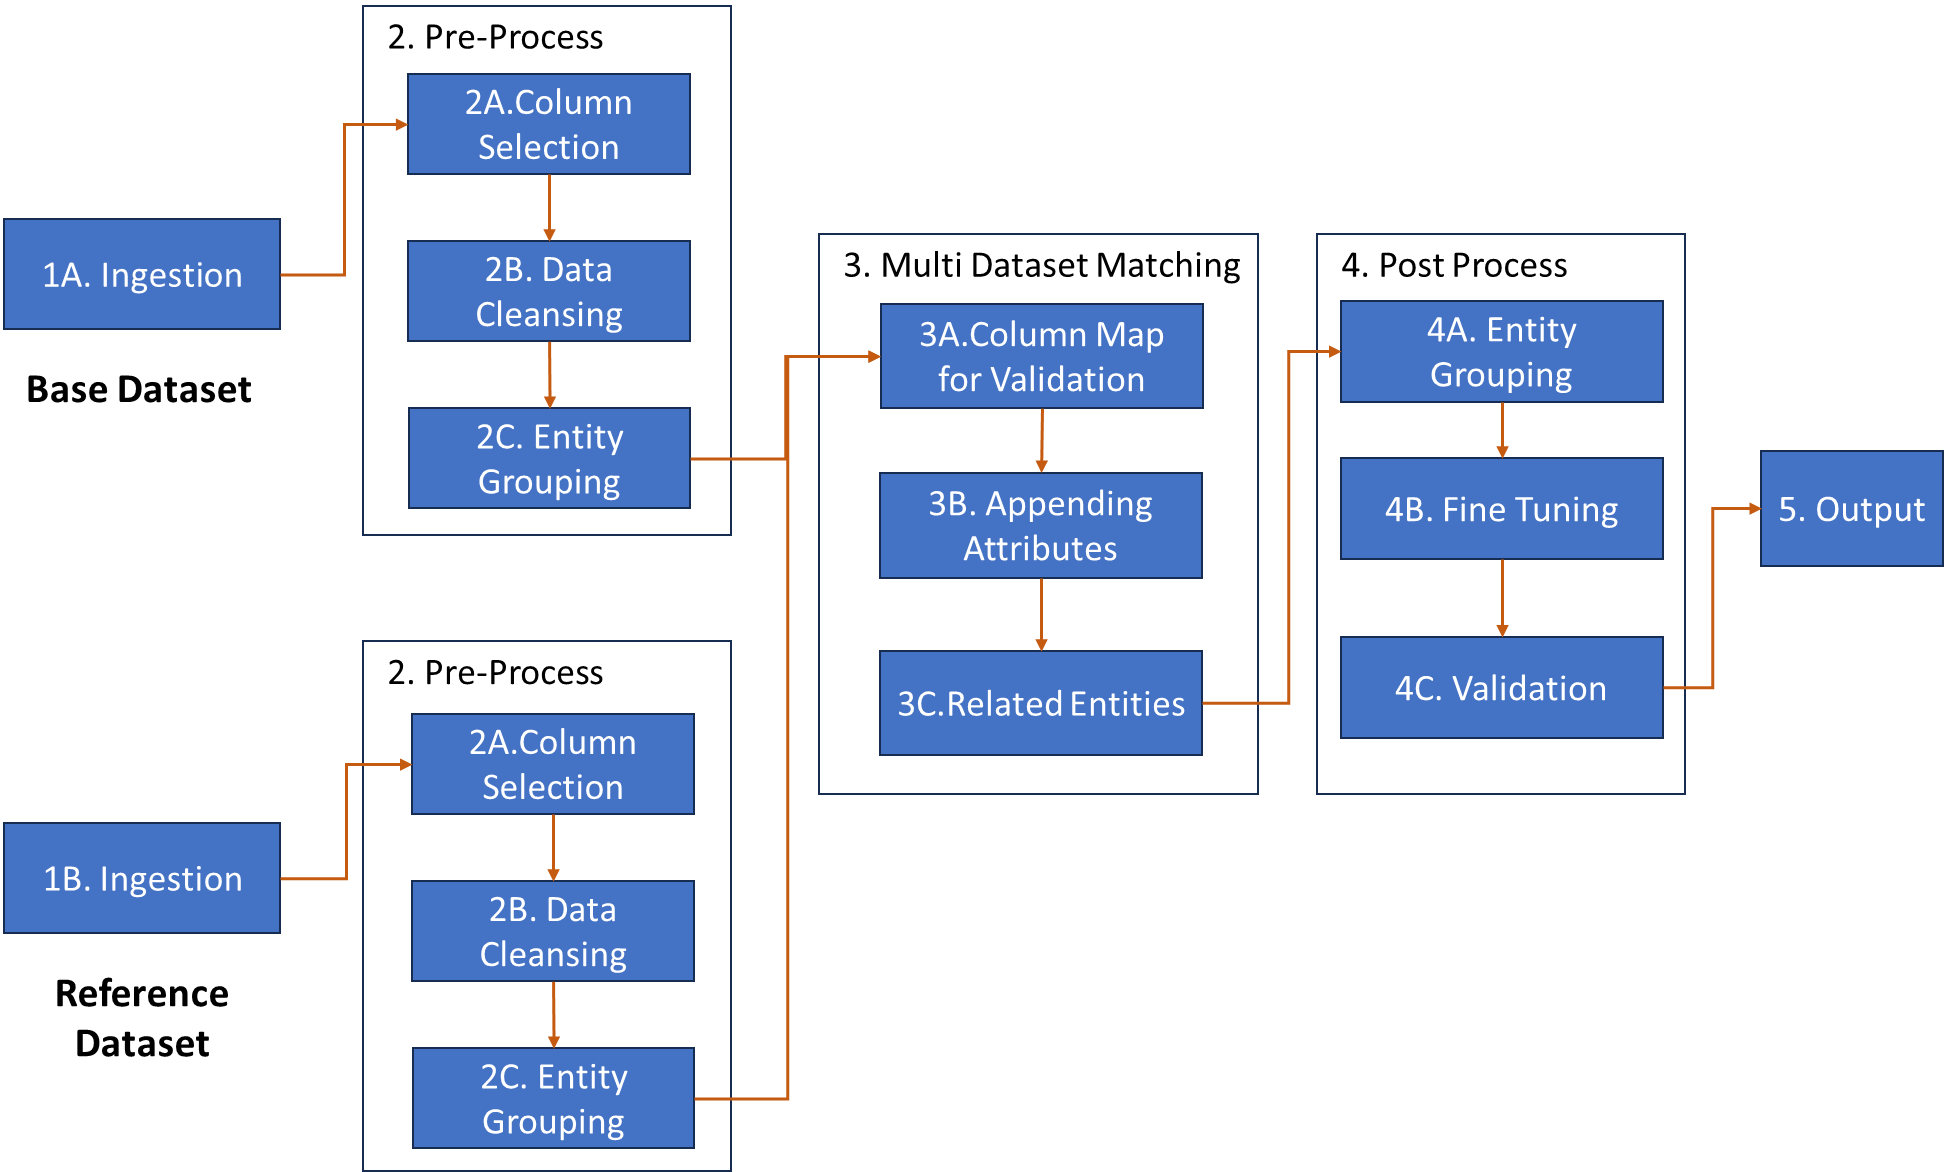 2. Pre-Process
2A.Column
Selection
2B. Data
Cleansing
2C. Entity
Grouping
1A. Ingestion
Base Dataset
3. Multi Dataset Matching
3A.Column Map
for Validation
3B. Appending
Attributes
3C.Related Entities
4. Post Process
4A. Entity
Grouping
4B. Fine Tuning
4C. Validation
5. Output
2. Pre-Process
2A.Column
Selection
2B. Data
Cleansing
2C. Entity
Grouping
1B. Ingestion
Reference
Dataset